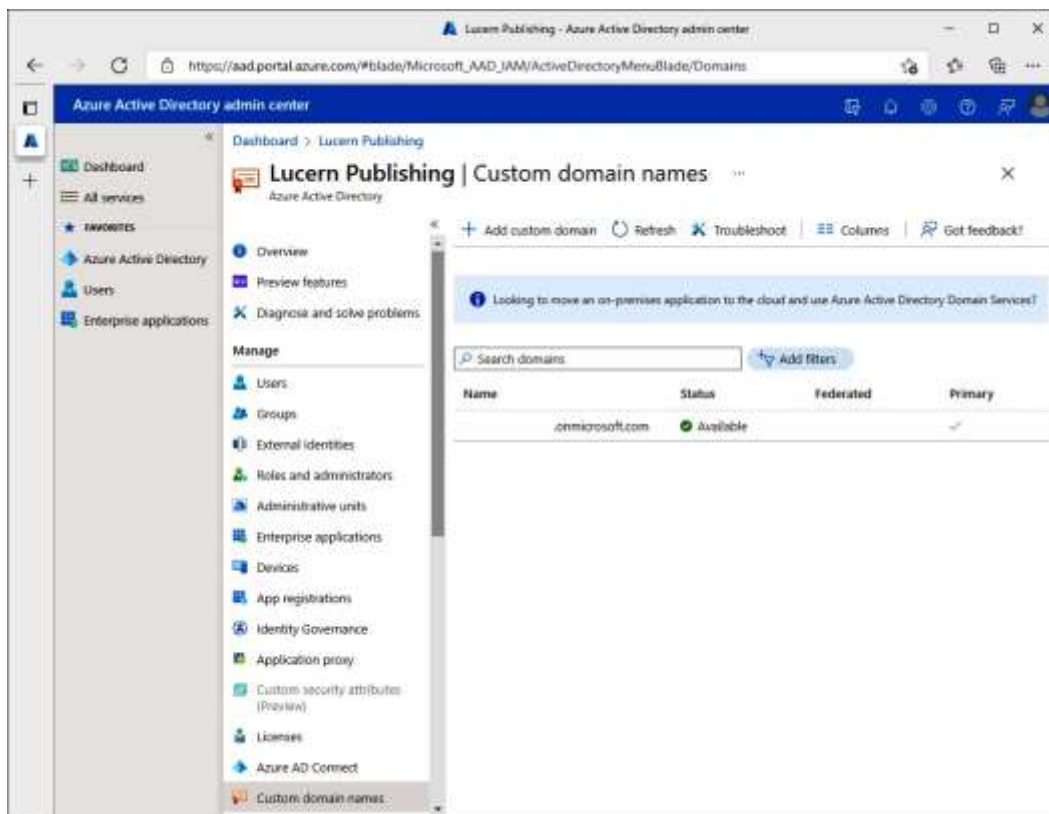 Lucern Publishing - Azure Active Directory admin center
https://aad.portal.azure.com/#blade/Microsoft_AAD_IAM/ActiveDirectoryMenuBlade/Domains
Azure Active Directory admin center
Dashboard
All services
FAVORITES
Azure Active Directory
Users
Enterprise applications
Dashboard > Lucern Publishing
Lucern Publishing | Custom domain names ...
Azure Active Directory
Overview
Preview features
Diagnose and solve problems
Manage
Users
Groups
External Identities
Roles and administrators
Administrative units
Enterprise applications
Devices
App registrations
Identity Governance
Application proxy
Custom security attributes
(Preview)
Licenses
Azure AD Connect
Custom domain names
+ Add custom domain Refresh Troubleshoot | Columns | Got feedback?
Looking to move an on-premises application to the cloud and use Azure Active Directory Domain Services?
Search domains Add filters
Name Status Federated Primary
.onmicrosoft.com Available